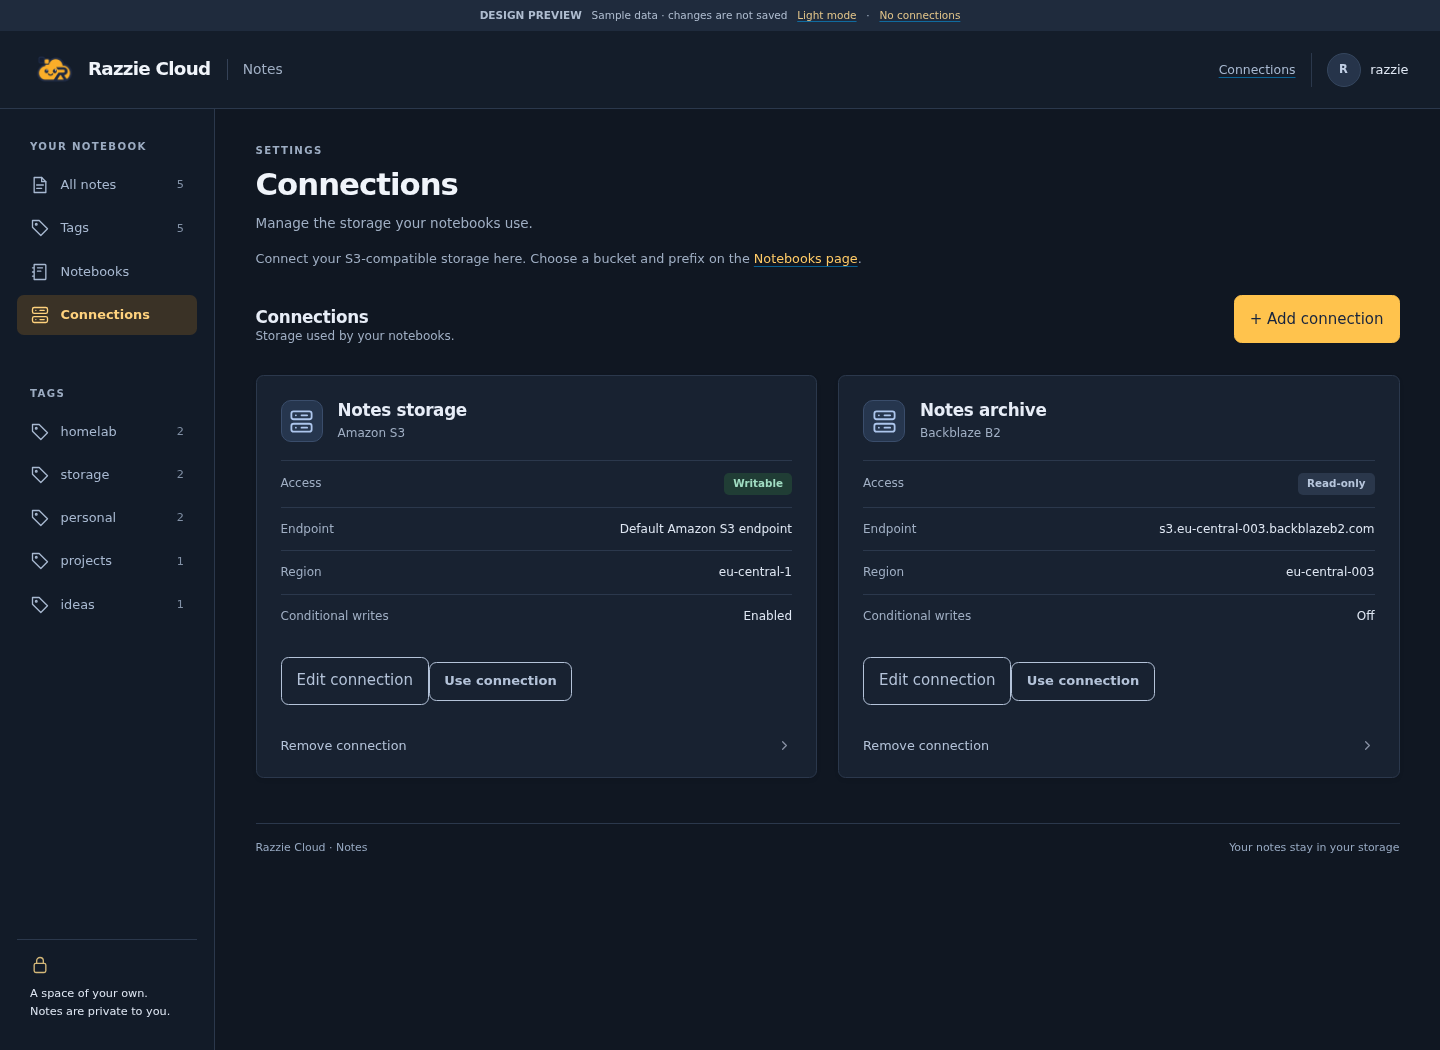 DESIGN PREVIEW Sample data · changes are not saved Light mode · No connections
Razzie Cloud Notes
Connections R razzie
YOUR NOTEBOOK
All notes 5
Tags 5
Notebooks
Connections
TAGS
homelab 2
storage 2
personal 2
projects 1
ideas 1
A space of your own.
Notes are private to you.
SETTINGS
Connections
Manage the storage your notebooks use.
Connect your S3-compatible storage here. Choose a bucket and prefix on the Notebooks page.
Connections
Storage used by your notebooks.
+ Add connection
Notes storage
Amazon S3
Access Writable
Endpoint Default Amazon S3 endpoint
Region eu-central-1
Conditional writes Enabled
Edit connection Use connection
Remove connection
Notes archive
Backblaze B2
Access Read-only
Endpoint s3.eu-central-003.backblazeb2.com
Region eu-central-003
Conditional writes Off
Edit connection Use connection
Remove connection
Razzie Cloud · Notes
Your notes stay in your storage